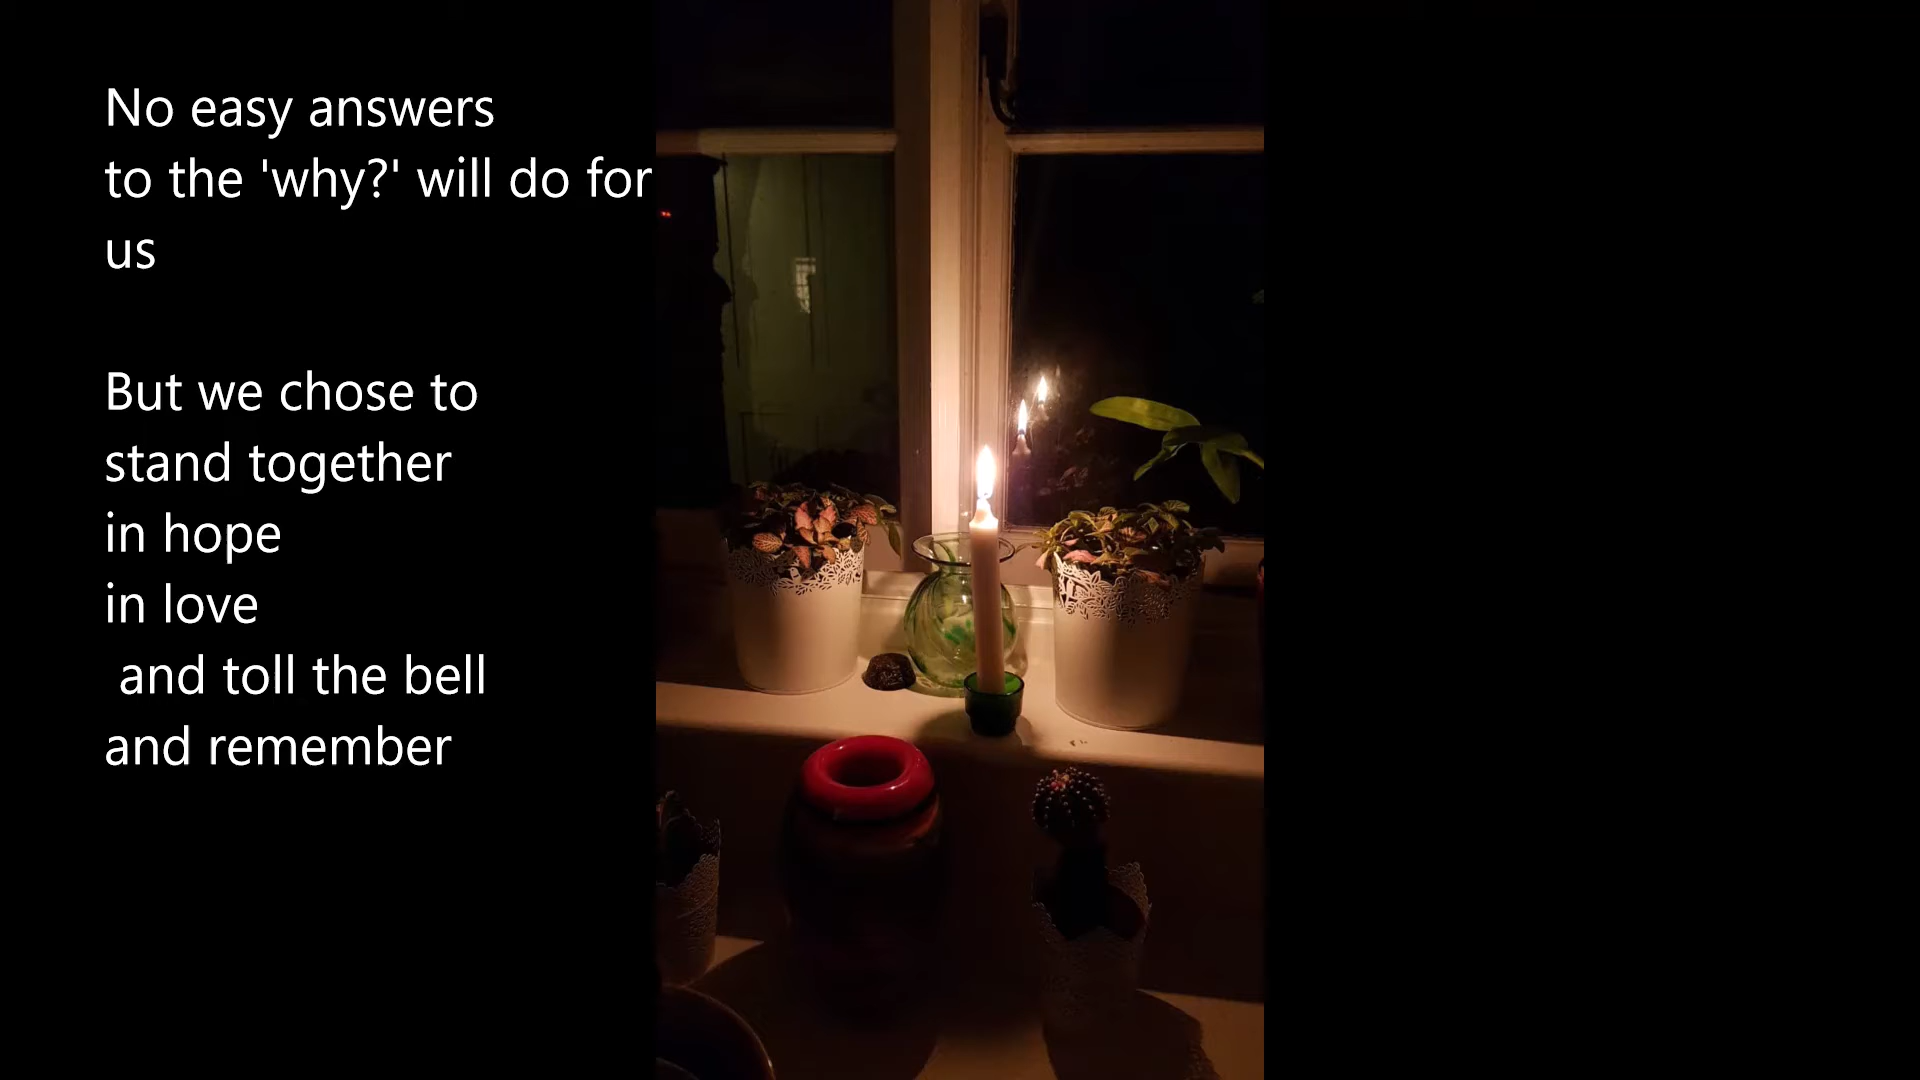 No easy answers
to the 'why?' will do for
us
But we chose to
stand together
in hope
in love
and toll the bell
and remember